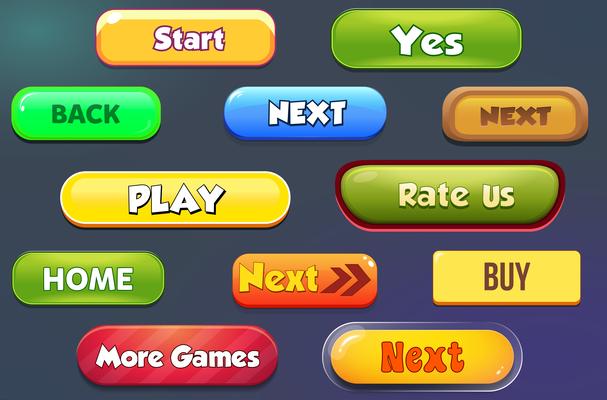 Start
Yes
BACK
NEXT
NEXT
PLAY
Rate Us
HOME
Next
BUY
More Games
Next